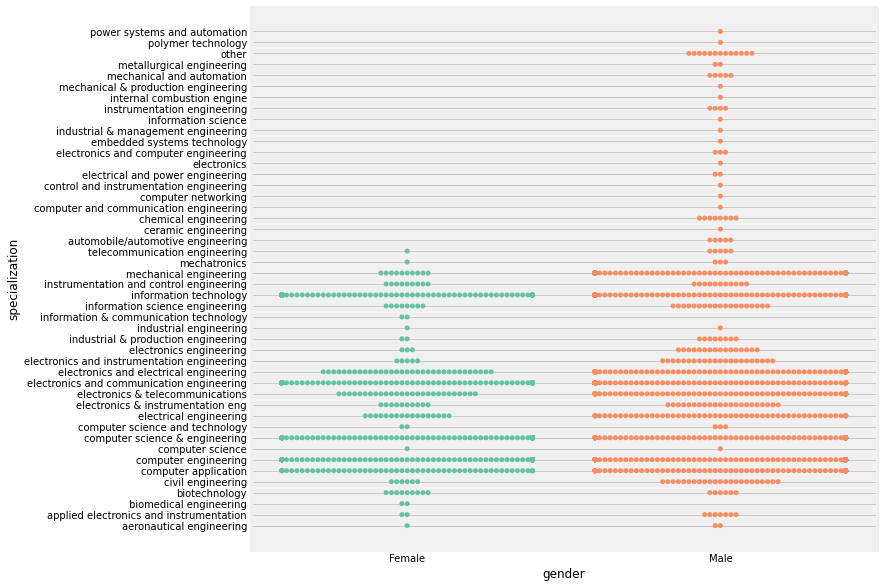 power systems and automation
polymer technology
other
metallurgical engineering
mechanical and automation
mechanical & production engineering
internal combustion engine
instrumentation engineering
information science
industrial & management engineering
embedded systems technology
electronics and computer engineering
electronics
electrical and power engineering
control and instrumentation engineering
computer networking
computer and communication engineering
chemical engineering
ceramic engineering
automobile/automotive engineering
telecommunication engineering
mechatronics
mechanical engineering
instrumentation and control engineering
information technology
information science engineering
information & communication technology
industrial engineering
industrial & production engineering
electronics engineering
electronics and instrumentation engineering
electronics and electrical engineering
electronics and communication engineering
electronics & telecommunications
electronics & instrumentation eng
electrical engineering
computer science and technology
computer science & engineering
computer science
computer engineering
computer application
civil engineering
biotechnology
biomedical engineering
applied electronics and instrumentation
aeronautical engineering
specialization
Female
Male
gender